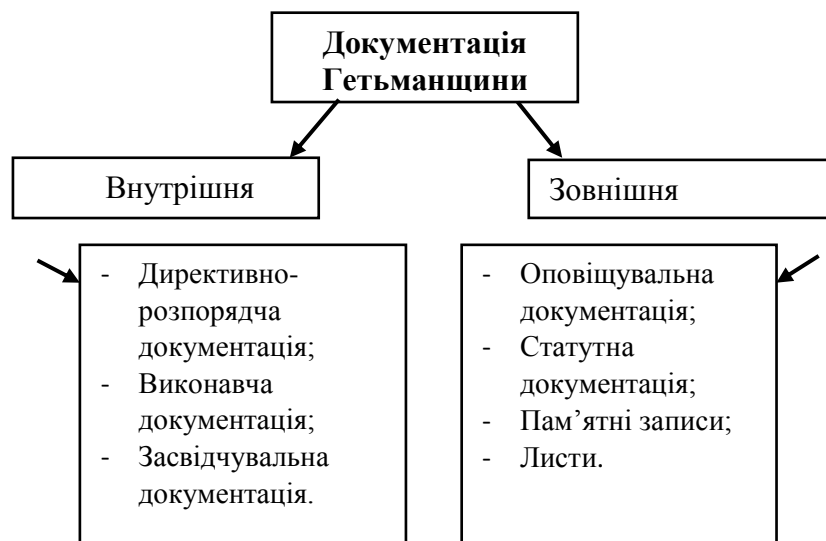 Документація
Гетьманщини
Внутрішня
Зовнішня
- Директивно-
розпорядча
документація;
- Виконавча
документація;
- Засвідчувальна
документація.
- Оповіщувальна
документація;
- Статутна
документація;
- Пам’ятні записи;
- Листи.